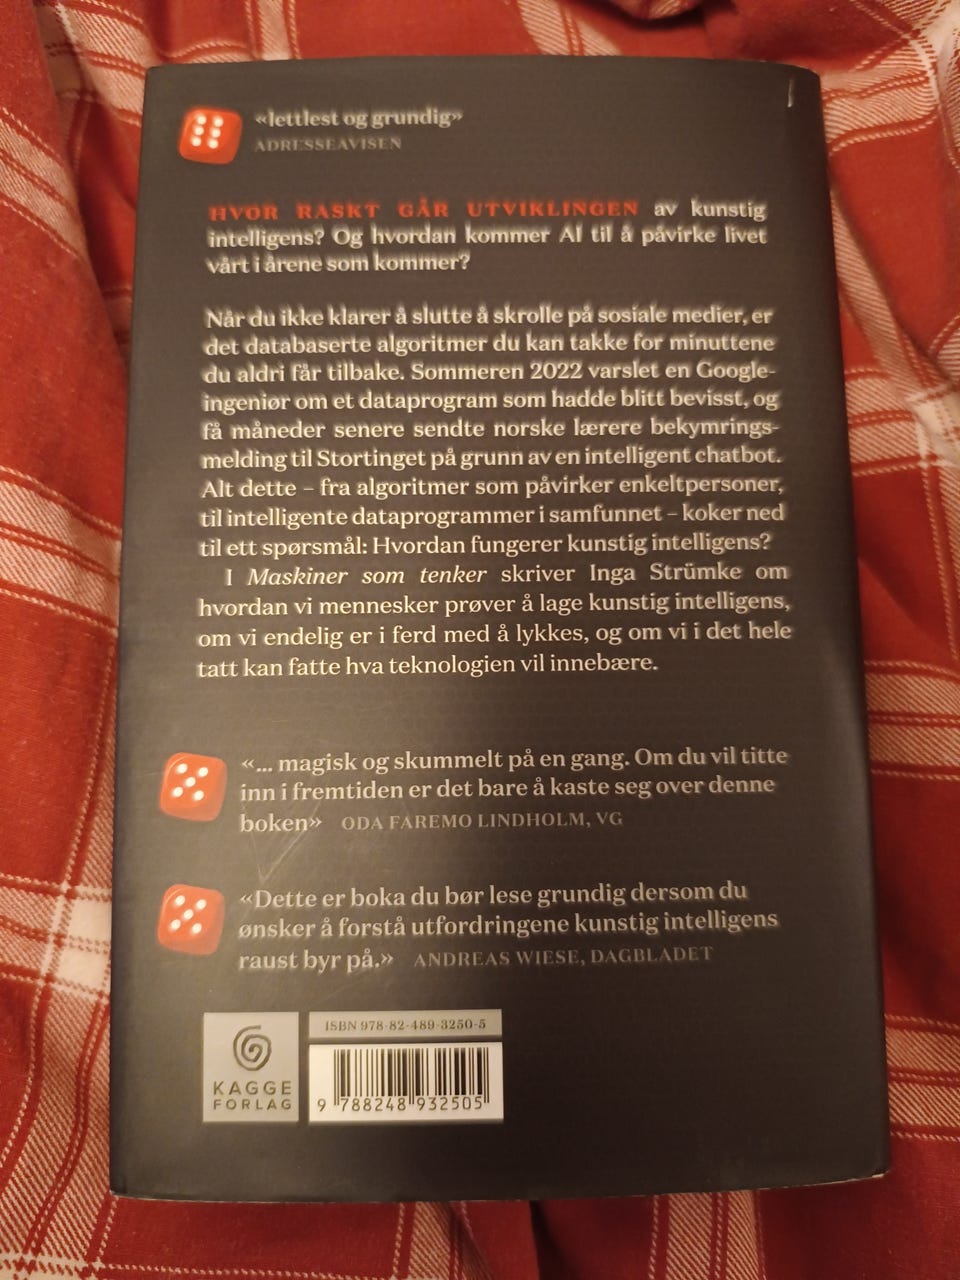 «lettlest og grundig»
ADRESSEAVISEN
HVOR RASKT GÅR UTVIKLINGEN av kunstig
intelligens? Og hvordan kommer AI til å påvirke livet
vårt i årene som kommer?
Når du ikke klarer å slutte å skrolle på sosiale medier, er
det databaserte algoritmer du kan takke for minuttene
du aldri får tilbake. Sommeren 2022 varslet en Google-
ingeniør om et dataprogram som hadde blitt bevisst, og
få måneder senere sendte norske lærere bekymrings-
melding til Stortinget på grunn av en intelligent chatbot.
Alt dette – fra algoritmer som påvirker enkeltpersoner,
til intelligente dataprogrammer i samfunnet – koker ned
til ett spørsmål: Hvordan fungerer kunstig intelligens?
I Maskiner som tenker skriver Inga Strümke om
hvordan vi mennesker prøver å lage kunstig intelligens,
om vi endelig er i ferd med å lykkes, og om vi i det hele
tatt kan fatte hva teknologien vil innebære.
«... magisk og skummelt på en gang. Om du vil titte
inn i fremtiden er det bare å kaste seg over denne
boken» ODA FAREMO LINDHOLM, VG
«Dette er boka du bør lese grundig dersom du
ønsker å forstå utfordringene kunstig intelligens
raust byr på.» ANDREAS WIESE, DAGBLADET
KAGGE
FORLAG
ISBN 978-82-489-3250-5
9 788248 932505